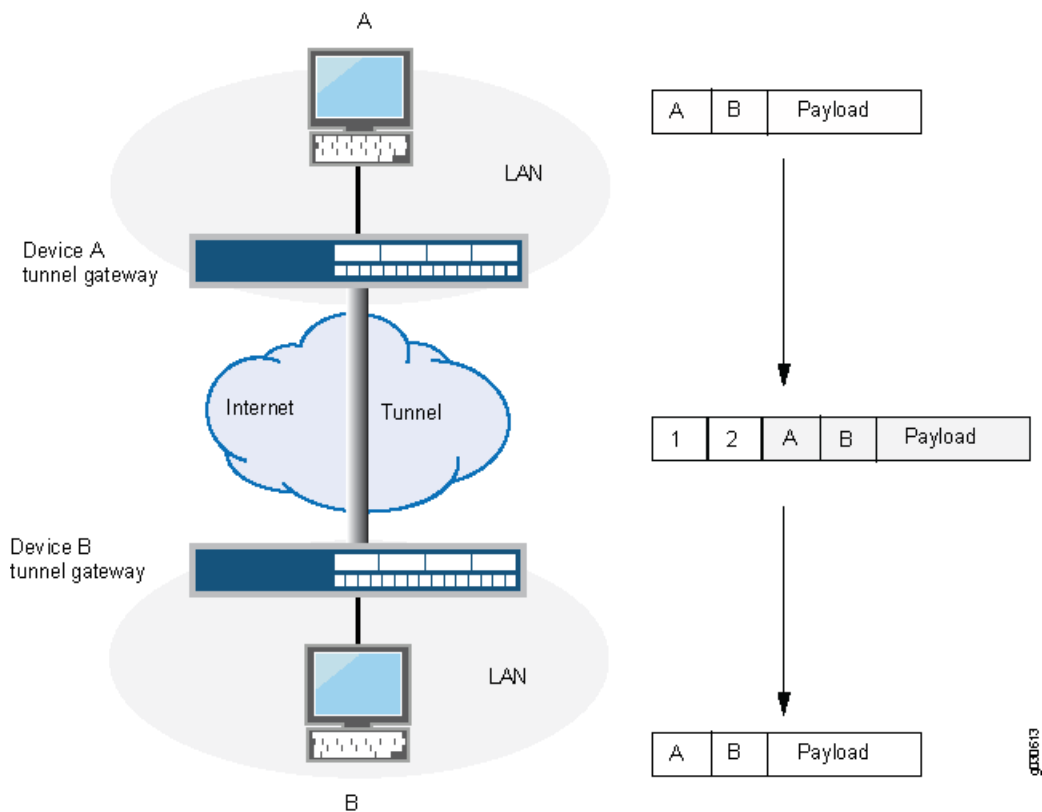 A
A B Payload
LAN
Device A
tunnel gateway
Internet Tunnel
1 2 A B Payload
Device B
tunnel gateway
LAN
A B Payload
B
g030613